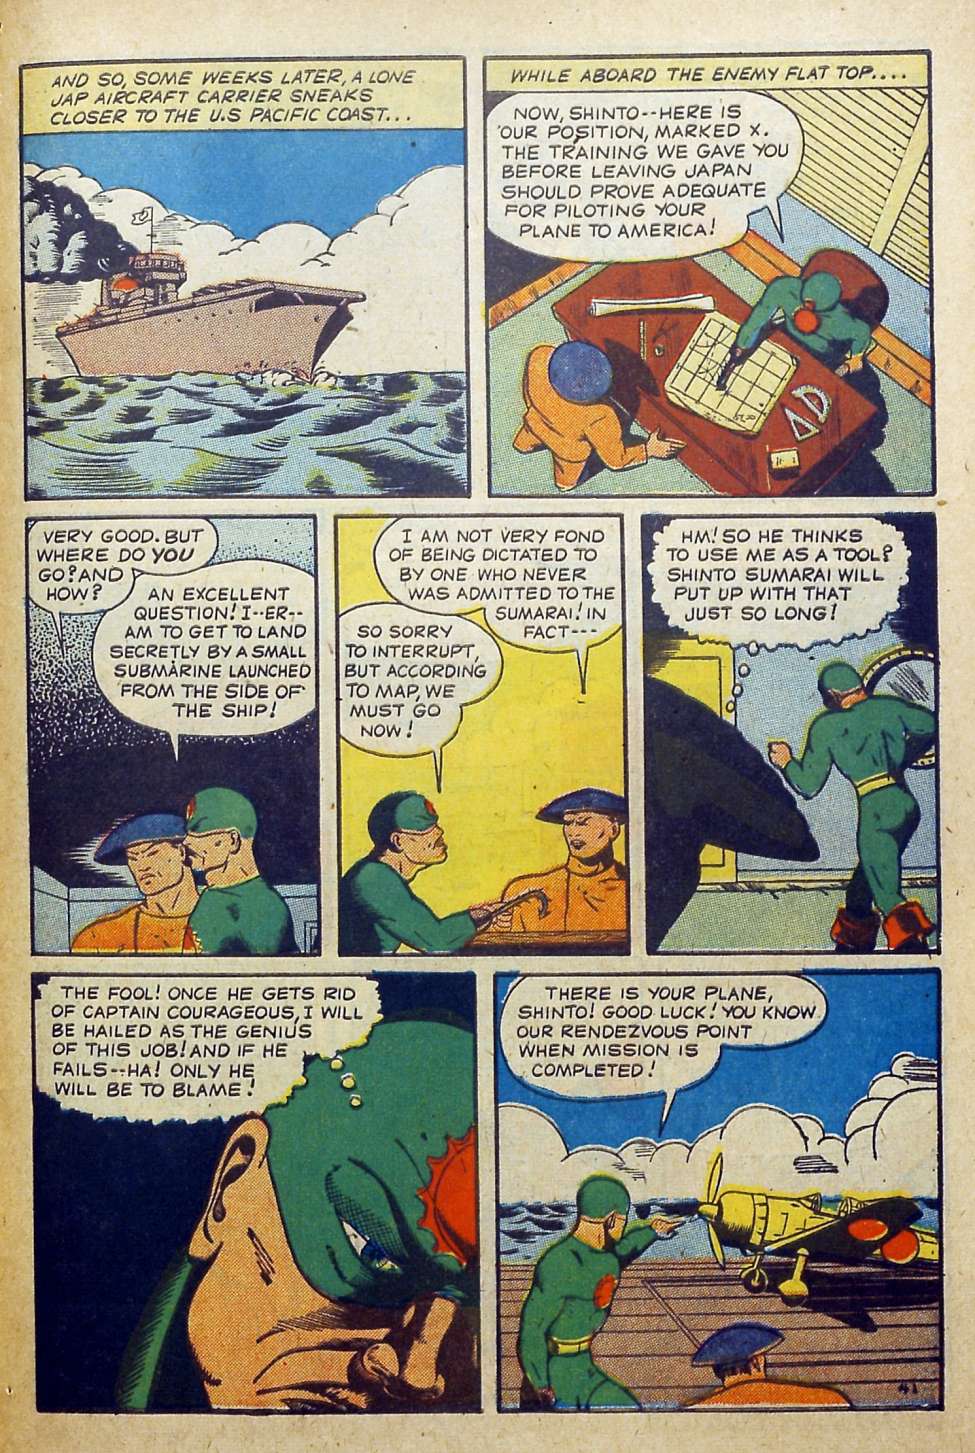 AND SO, SOME WEEKS LATER, A LONE
JAP AIRCRAFT CARRIER SNEAKS
CLOSER TO THE U.S PACIFIC COAST...
WHILE ABOARD THE ENEMY FLAT TOP....
NOW, SHINTO--HERE IS
OUR POSITION, MARKED X.
THE TRAINING WE GAVE YOU
BEFORE LEAVING JAPAN
SHOULD PROVE ADEQUATE
FOR PILOTING YOUR
PLANE TO AMERICA!
VERY GOOD. BUT
WHERE DO YOU
GO? AND
HOW?
AN EXCELLENT
QUESTION! I--ER--
AM TO GET TO LAND
SECRETLY BY A SMALL
SUBMARINE LAUNCHED
FROM THE SIDE OF
THE SHIP!
I AM NOT VERY FOND
OF BEING DICTATED TO
BY ONE WHO NEVER
WAS ADMITTED TO THE
SUMARAI! IN
FACT---
SO SORRY
TO INTERRUPT,
BUT ACCORDING
TO MAP, WE
MUST GO
NOW!
HM! SO HE THINKS
TO USE ME AS A TOOL?
SHINTO SUMARAI WILL
PUT UP WITH THAT
JUST SO LONG!
THE FOOL! ONCE HE GETS RID
OF CAPTAIN COURAGEOUS, I WILL
BE HAILED AS THE GENIUS
OF THIS JOB! AND IF HE
FAILS--HA! ONLY HE
WILL BE TO BLAME!
THERE IS YOUR PLANE,
SHINTO! GOOD LUCK! YOU KNOW
OUR RENDEZVOUS POINT
WHEN MISSION IS
COMPLETED!
41